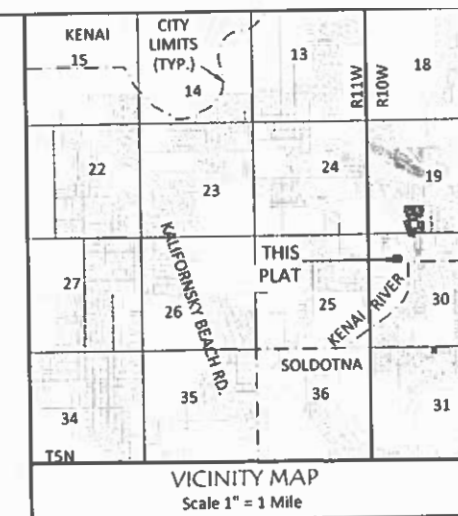 KENAI
CITY
LIMITS
(TYP.)
15
14
13
18
R11W
R10W
22
23
24
19
KALIFORNSKY BEACH RD.
THIS
PLAT
27
26
25
30
KENAI RIVER
SOLDOTNA
34
35
36
31
T5N
VICINITY MAP
Scale 1" = 1 Mile